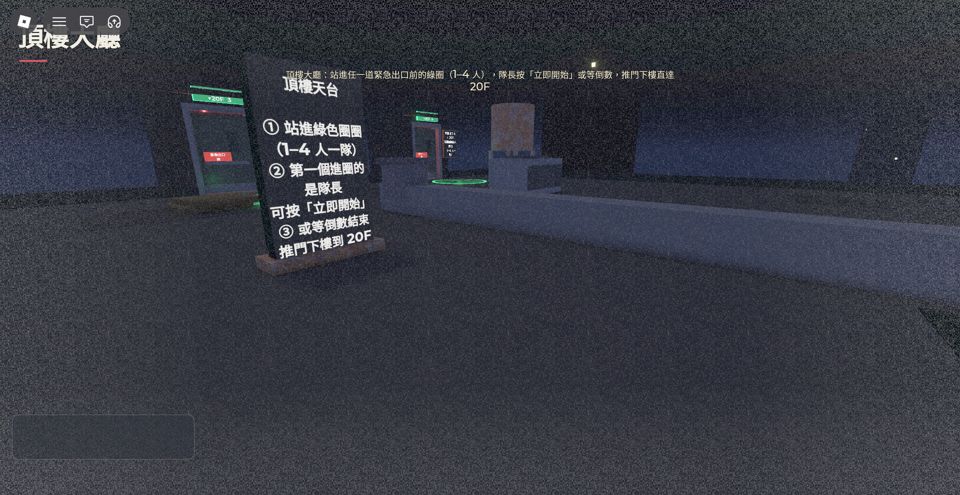 頂樓大廳
頂樓大廳：站進任一道緊急出口前的綠圈（1–4 人），隊長按「立即開始」或等倒數，推門下樓直達
20F
頂樓天台
① 站進綠色圈圈
（1–4 人一隊）
② 第一個進圈的
是隊長
可按「立即開始」
③ 或等倒數結束
推門下樓到 20F